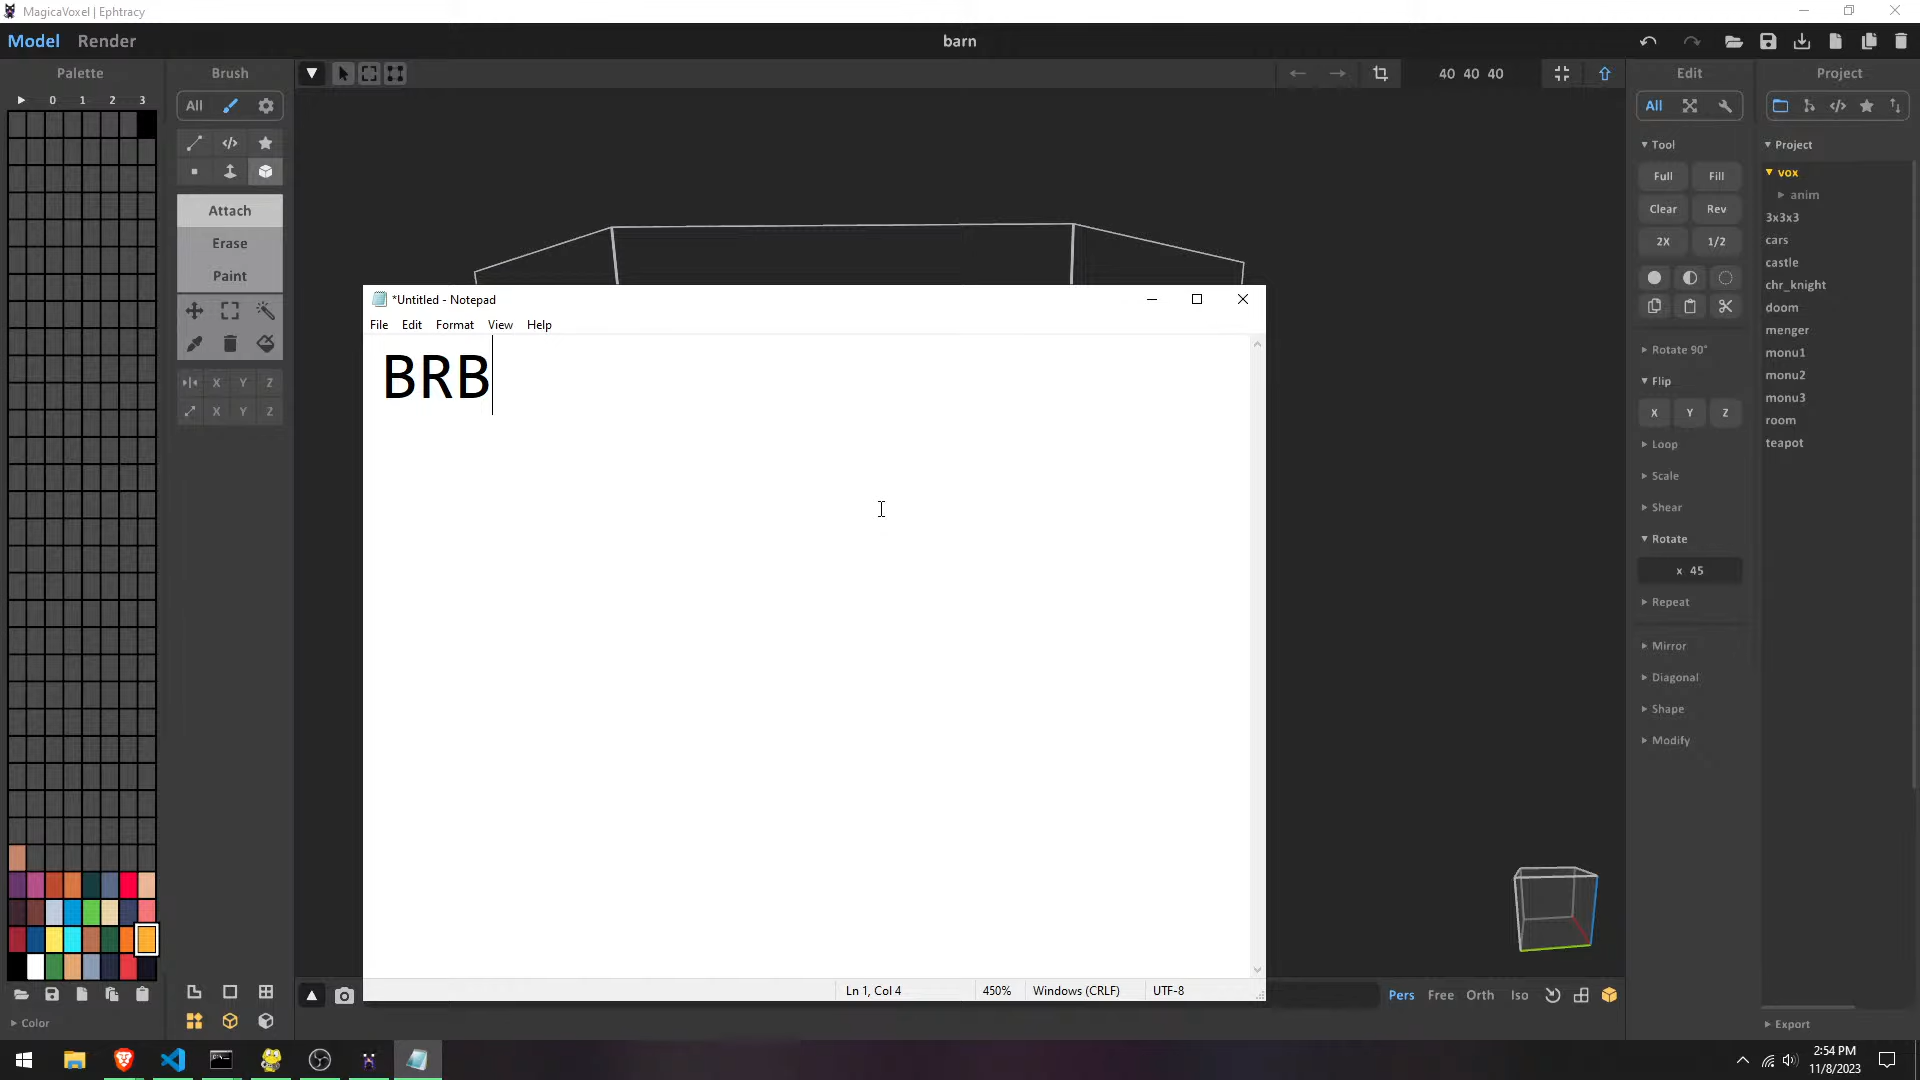 MagicaVoxel | Ephtracy
Model Render
barn
Palette
Brush
40 40 40
Edit
Project
0 1 2 3
All
All
Tool
Project
Full Fill
vox
anim
Clear Rev
3x3x3
2X 1/2
cars
castle
chr_knight
doom
menger
monu1
monu2
monu3
room
teapot
Attach
Erase
Paint
X Y Z
X Y Z
Rotate 90°
Flip
X Y Z
Loop
Scale
Shear
Rotate
x 45
Repeat
Mirror
Diagonal
Shape
Modify
*Untitled - Notepad
File Edit Format View Help
BRB
Ln 1, Col 4 450% Windows (CRLF) UTF-8
Pers Free Orth Iso
Color
Export
2:54 PM
11/8/2023